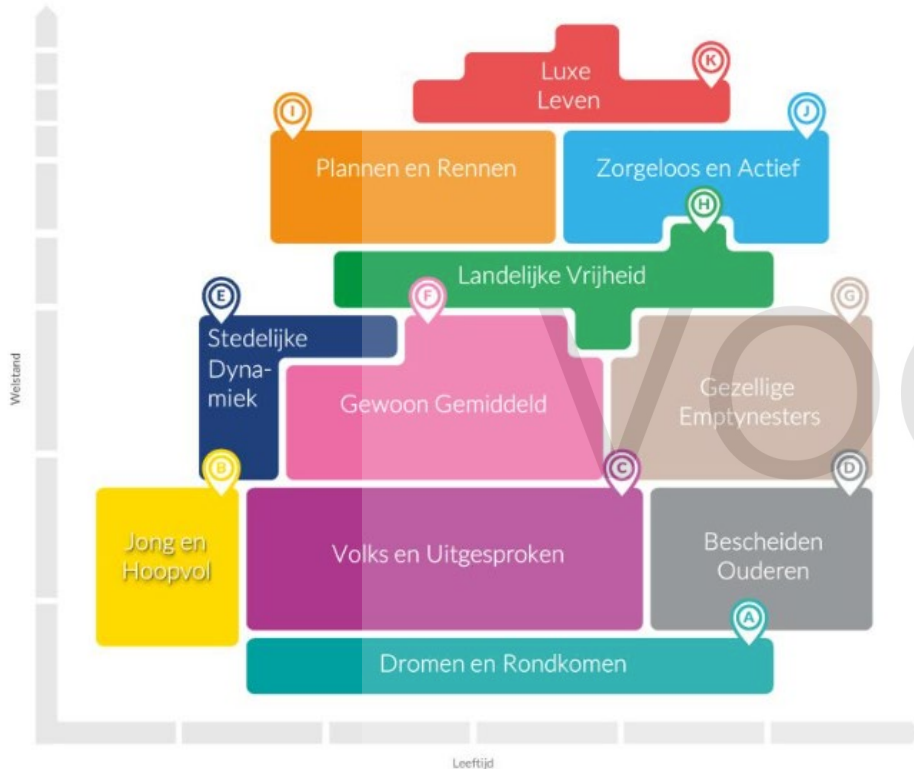 K
Luxe
Leven
I
J
Plannen en Rennen
Zorgeloos en Actief
H
Landelijke Vrijheid
E
F
G
Stedelijke
Dyna-
miek
Gewoon Gemiddeld
Gezellige
Emptynesters
Welstand
B
C
D
Jong en
Hoopvol
Volks en Uitgesproken
Bescheiden
Ouderen
A
Dromen en Rondkomen
Leeftijd